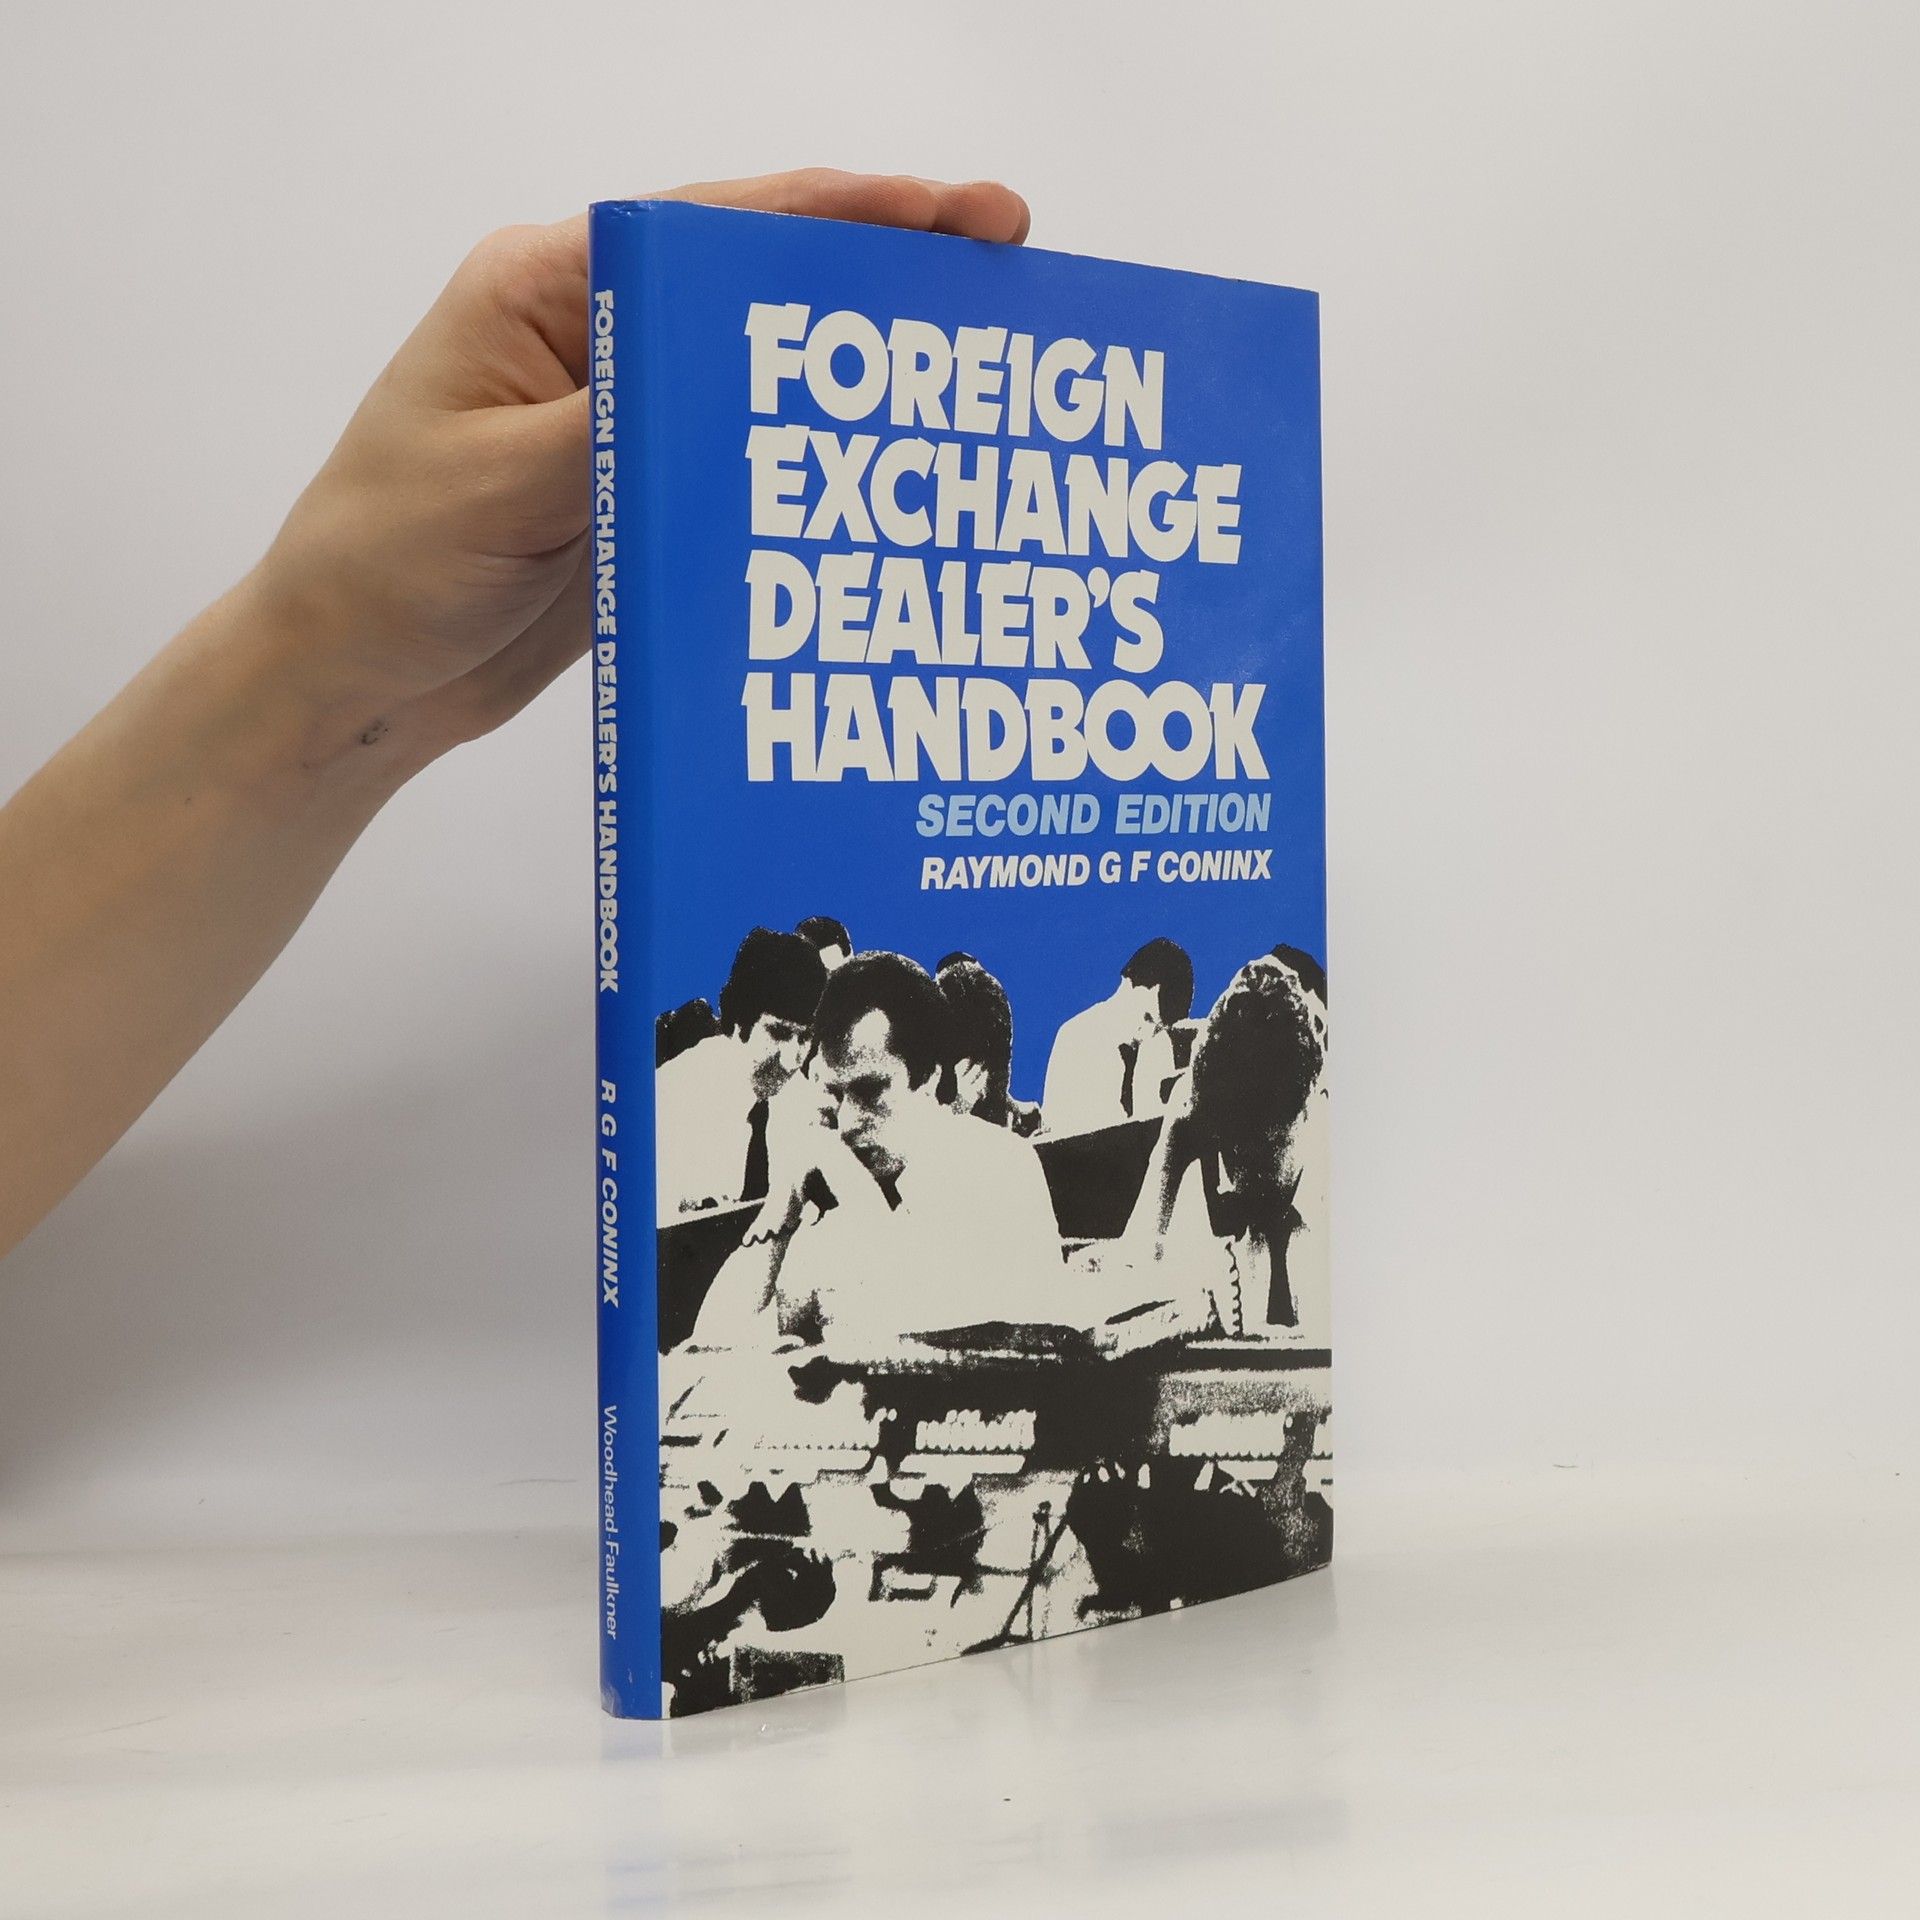 FOREIGN
EXCHANGE
DEALER'S
HANDBOOK
SECOND EDITION
RAYMOND G F CONINX
FOREIGN EXCHANGE DEALER'S HANDBOOK
R G F CONINX
Woodhead-Faulkner